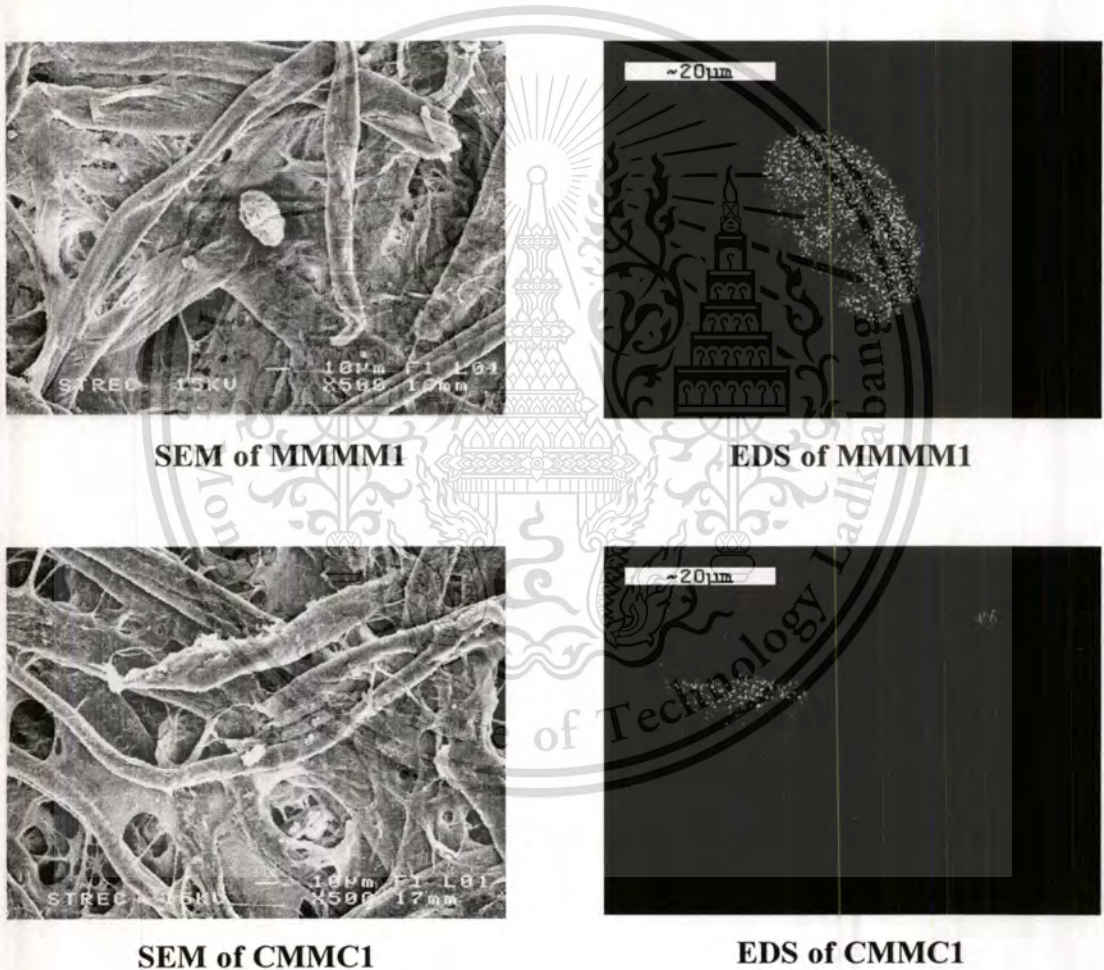 ~20µm
10µm F1 L01
STREC 15KV X500 16mm
SEM of MMMM1
EDS of MMMM1
~20µm
10µm F1 L01
STREC 15KV X500 17mm
SEM of CMMC1
EDS of CMMC1
of Technology Ladkrabang